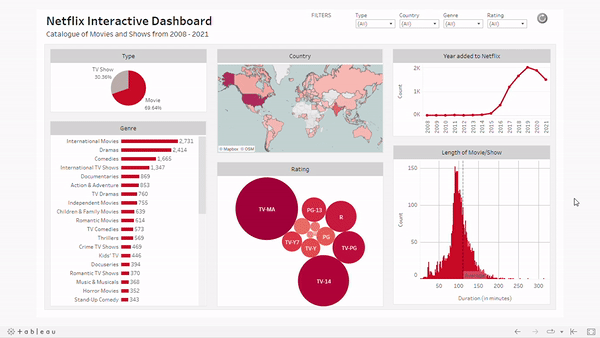 Netflix Interactive Dashboard
Catalogue of Movies and Shows from 2008 - 2021
FILTERS
Type
(All)
Country
(All)
Genre
(All)
Rating
(All)
Type
TV Show
30.36%
Movie
69.64%
Genre
International Movies 2,731
Dramas 2,414
Comedies 1,665
International TV Shows 1,347
Documentaries 869
Action & Adventure 853
TV Dramas 760
Independent Movies 755
Children & Family Movies 639
Romantic Movies 614
TV Comedies 573
Thrillers 569
Crime TV Shows 469
Kids' TV 446
Docuseries 394
Romantic TV Shows 370
Music & Musicals 368
Horror Movies 352
Stand-Up Comedy 343
Country
© Mapbox © OSM
Rating
TV-MA
PG-13
R
TV-Y7
TV-Y
PG
TV-PG
TV-14
Year added to Netflix
Count
2K
1K
0K
2008
2009
2010
2011
2012
2013
2014
2015
2016
2017
2018
2019
2020
2021
Length of Movie/Show
Count
150
100
50
0
50 100 150 200 250 300
Duration (in minutes)
+ableau